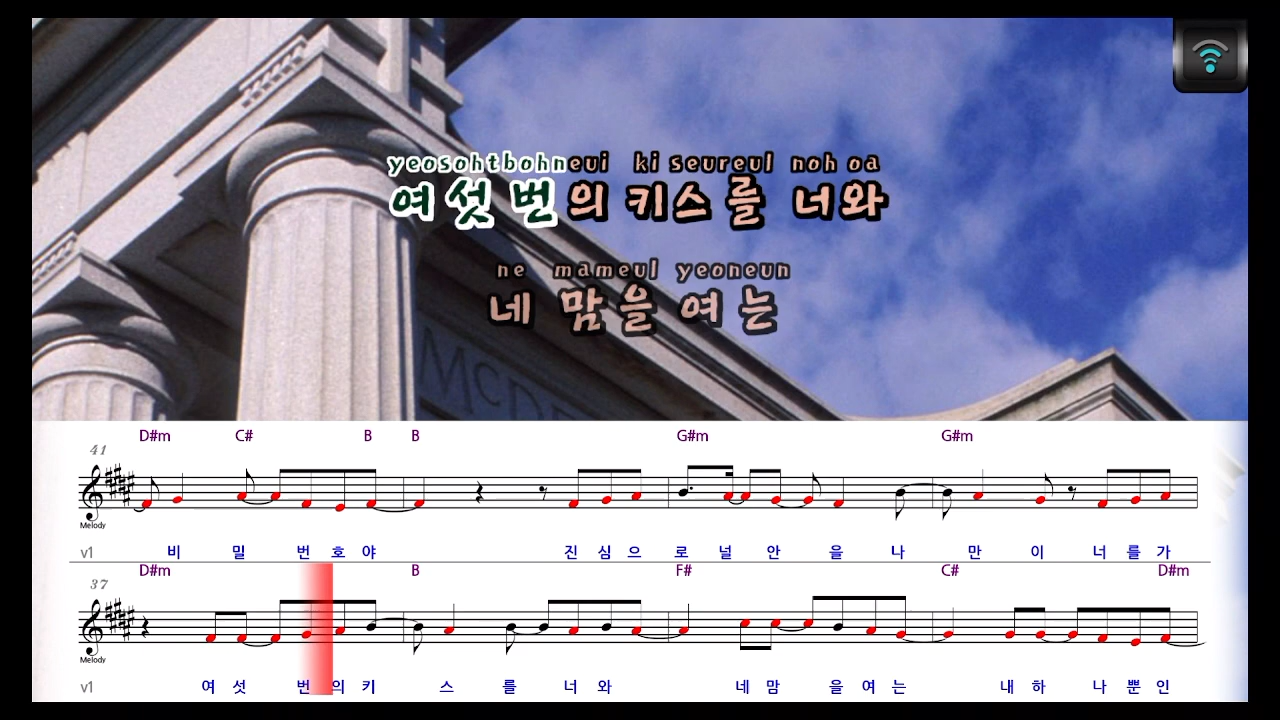 yeosohtbohneui ki seureul noh oa
여섯 번의 키스를 너와
ne mameul yeoneun
네 맘을 여는
McD
D#m C# B B G#m G#m
41
Melody
v1 비 밀 번 호 야 진 심 으 로 널 안 을 나 만 이 너 를 가
D#m B F# C# D#m
37
Melody
v1 여 섯 번 의 키 스 를 너 와 네 맘 을 여 는 내 하 나 뿐 인